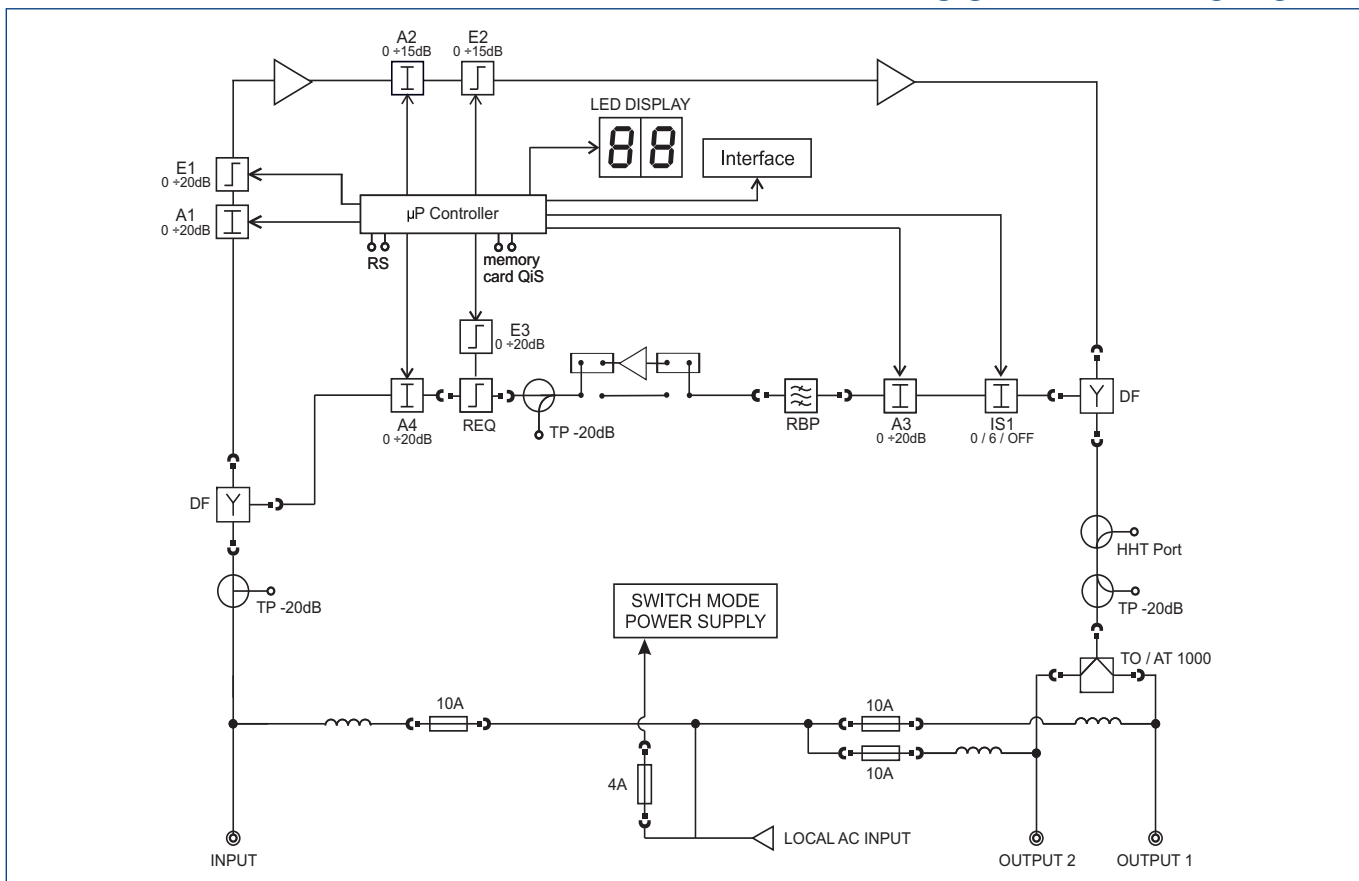 A2
0 ÷15dB
E2
0 ÷15dB
LED DISPLAY
88
Interface
E1
0 ÷20dB
A1
0 ÷20dB
µP Controller
RS
memory
card QiS
E3
0 ÷20dB
A4
0 ÷20dB
REQ
TP -20dB
RBP
A3
0 ÷20dB
IS1
0 / 6 / OFF
DF
DF
HHT Port
TP -20dB
TP -20dB
SWITCH MODE
POWER SUPPLY
TO / AT 1000
10A
10A
10A
4A
LOCAL AC INPUT
INPUT
OUTPUT 2
OUTPUT 1